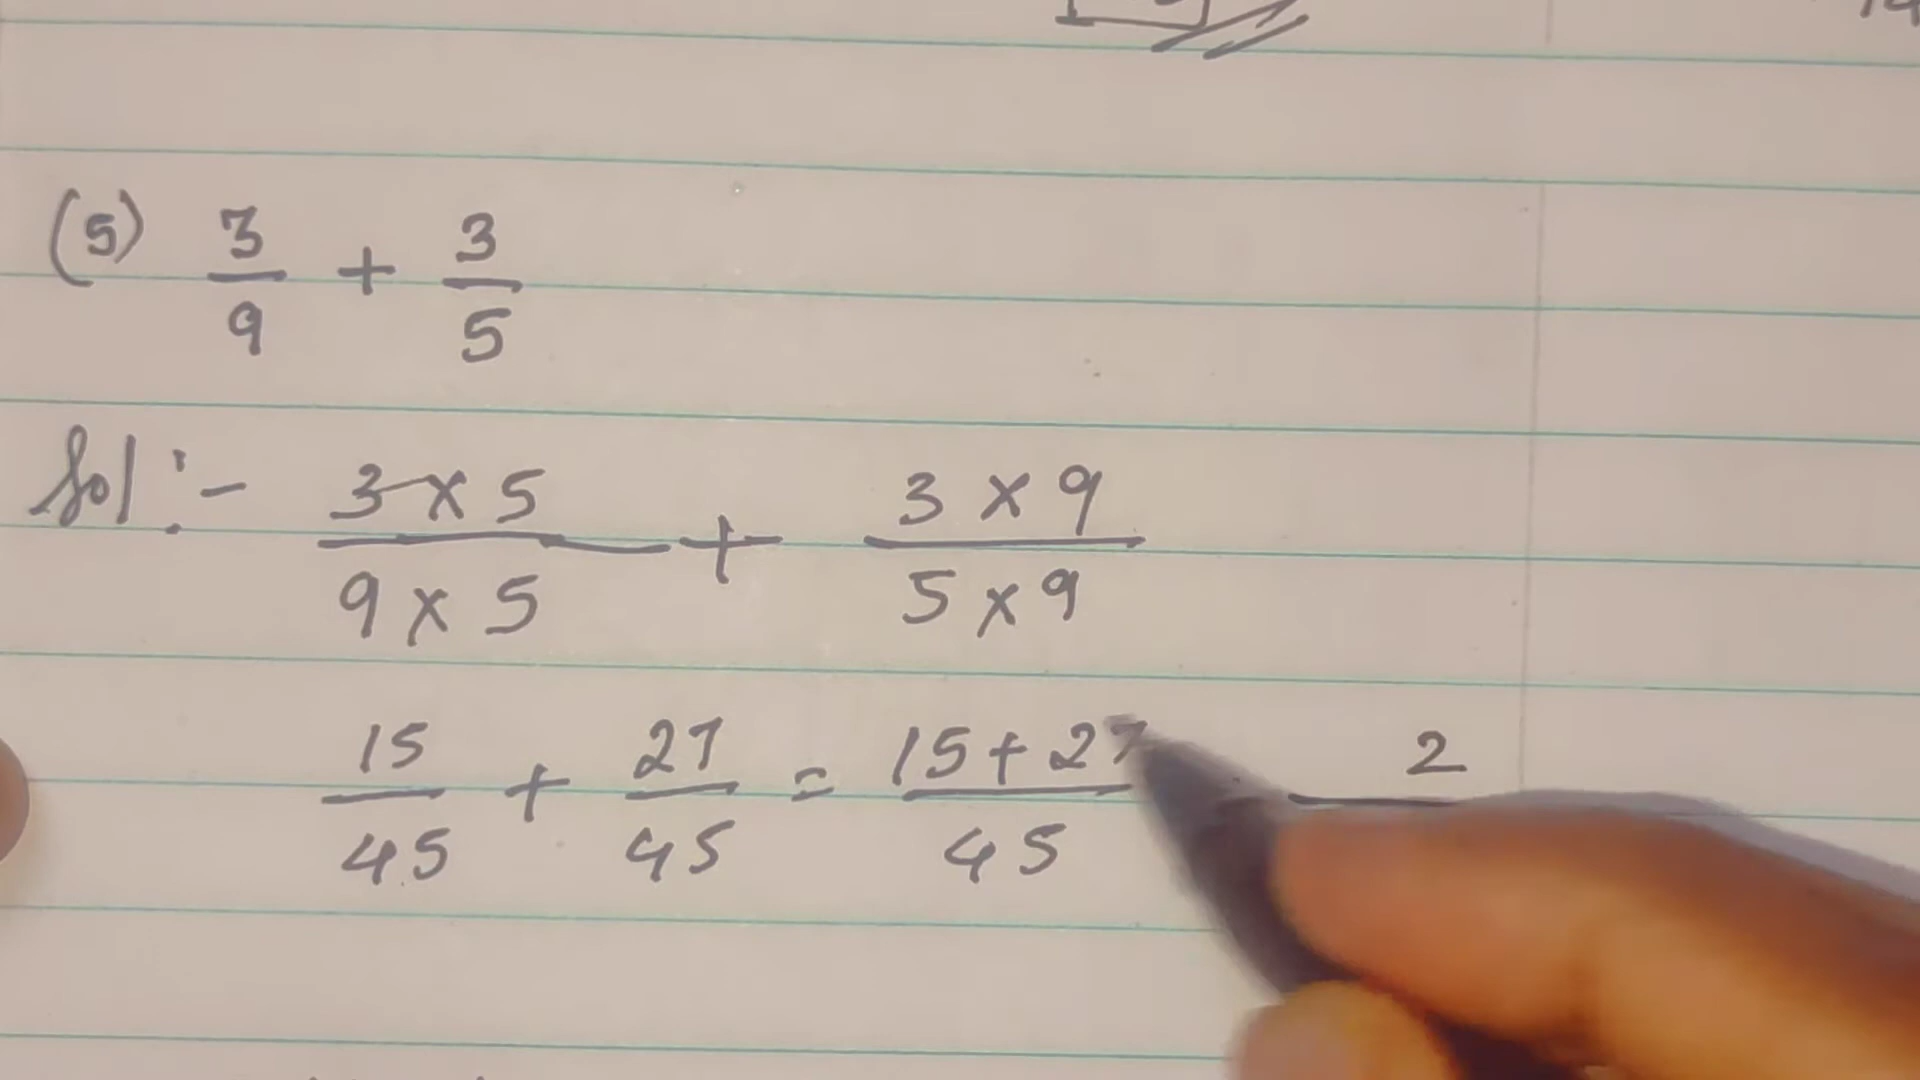 (5) 3/9 + 3/5
Sol:- 3 x 5 / 9 x 5 + 3 x 9 / 5 x 9
15/45 + 27/45 = 15 + 27 / 45 2